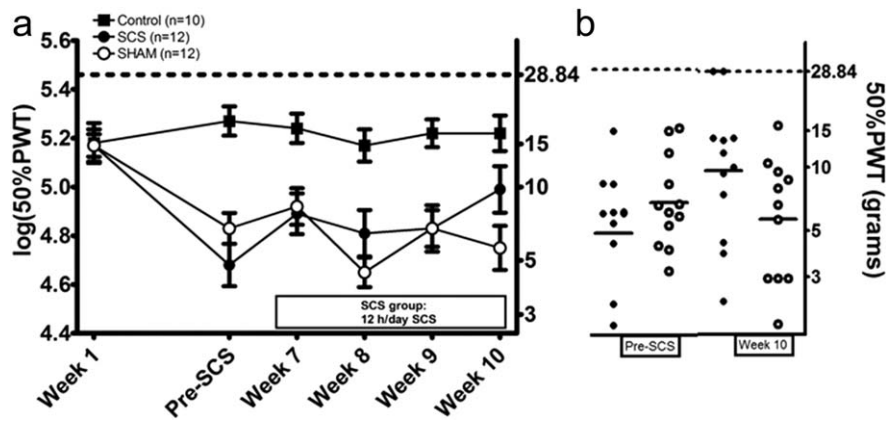 a
Control (n=10)
SCS (n=12)
SHAM (n=12)
5.6
5.4
5.2
5.0
4.8
4.6
4.4
log(50%PWT)
28.84
15
10
5
3
SCS group:
12 h/day SCS
Week 1
Pre-SCS
Week 7
Week 8
Week 9
Week 10
b
28.84
15
10
5
3
50%PWT (grams)
Pre-SCS
Week 10